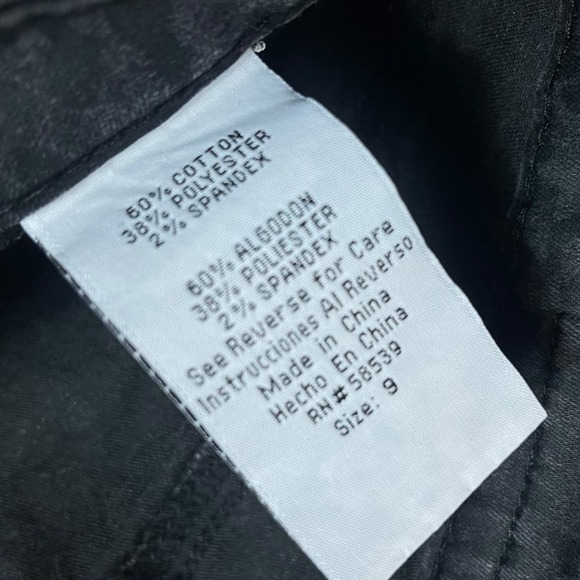 60% COTTON
38% POLYESTER
2% SPANDEX
60% ALGODON
38% POLIESTER
2% SPANDEX
See Reverse for Care
Instrucciones Al Reverso
Made in China
Hecho En China
RN# 58539
Size: 9